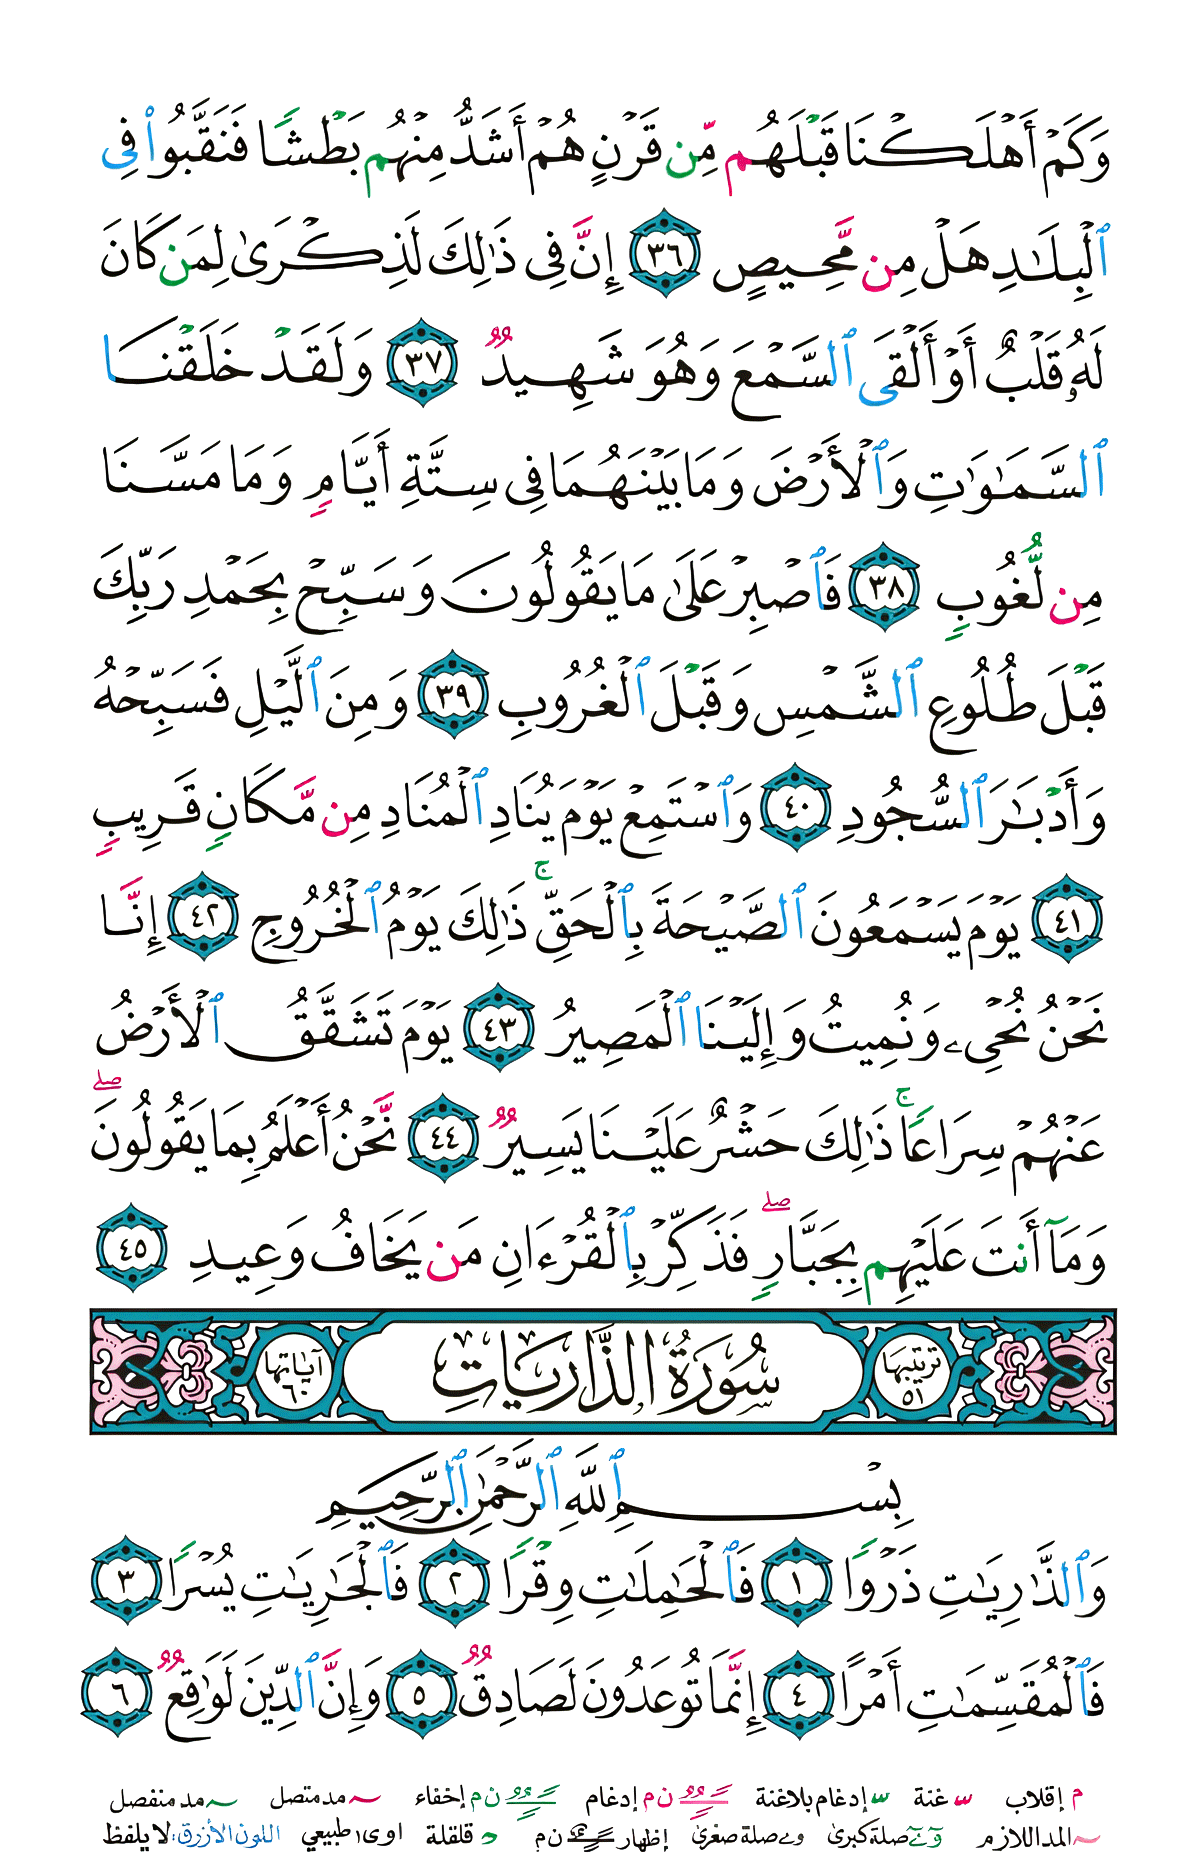 وَكَمْ أَهْلَكْنَا قَبْلَهُم مِّن قَرْنٍ هُمْ أَشَدُّ مِنْهُم بَطْشًا فَنَقَّبُوا۟ فِى
ٱلْبِلَـٰدِ هَلْ مِن مَّحِيصٍ ٣٦ إِنَّ فِى ذَٰلِكَ لَذِكْرَىٰ لِمَن كَانَ
لَهُۥ قَلْبٌ أَوْ أَلْقَى ٱلسَّمْعَ وَهُوَ شَهِيدٌ ٣٧ وَلَقَدْ خَلَقْنَا
ٱلسَّمَـٰوَٰتِ وَٱلْأَرْضَ وَمَا بَيْنَهُمَا فِى سِتَّةِ أَيَّامٍ وَمَا مَسَّنَا
مِن لُّغُوبٍ ٣٨ فَٱصْبِرْ عَلَىٰ مَا يَقُولُونَ وَسَبِّحْ بِحَمْدِ رَبِّكَ
قَبْلَ طُلُوعِ ٱلشَّمْسِ وَقَبْلَ ٱلْغُرُوبِ ٣٩ وَمِنَ ٱلَّيْلِ فَسَبِّحْهُ
وَأَدْبَـٰرَ ٱلسُّجُودِ ٤٠ وَٱسْتَمِعْ يَوْمَ يُنَادِ ٱلْمُنَادِ مِن مَّكَانٍ قَرِيبٍ
٤١ يَوْمَ يَسْمَعُونَ ٱلصَّيْحَةَ بِٱلْحَقِّ ۚ ذَٰلِكَ يَوْمُ ٱلْخُرُوجِ ٤٢ إِنَّا
نَحْنُ نُحْىِۦ وَنُمِيتُ وَإِلَيْنَا ٱلْمَصِيرُ ٤٣ يَوْمَ تَشَقَّقُ ٱلْأَرْضُ
عَنْهُمْ سِرَاعًا ۚ ذَٰلِكَ حَشْرٌ عَلَيْنَا يَسِيرٌ ٤٤ نَّحْنُ أَعْلَمُ بِمَا يَقُولُونَ ۖ
وَمَآ أَنتَ عَلَيْهِم بِجَبَّارٍ ۖ فَذَكِّرْ بِٱلْقُرْءَانِ مَن يَخَافُ وَعِيدِ ٤٥
ترتيبها ٥١ سُورَةُ الذَّارِيَاتِ آياتها ٦٠
بِسْمِ ٱللَّهِ ٱلرَّحْمَـٰنِ ٱلرَّحِيمِ
وَٱلذَّٰرِيَـٰتِ ذَرْوًا ١ فَٱلْحَـٰمِلَـٰتِ وِقْرًا ٢ فَٱلْجَـٰرِيَـٰتِ يُسْرًا ٣
فَٱلْمُقَسِّمَـٰتِ أَمْرًا ٤ إِنَّمَا تُوعَدُونَ لَصَادِقٌ ٥ وَإِنَّ ٱلدِّينَ لَوَٰقِعٌ ٦
م إقلاب غنة إدغام بلاغنة ن م إدغام ن م إخفاء مد متصل مد منفصل
المد اللازم صلة كبرى وے صلة صغرى إظهار ن م قلقلة اوى طبيعي اللون الأزرق: لا يلفظ